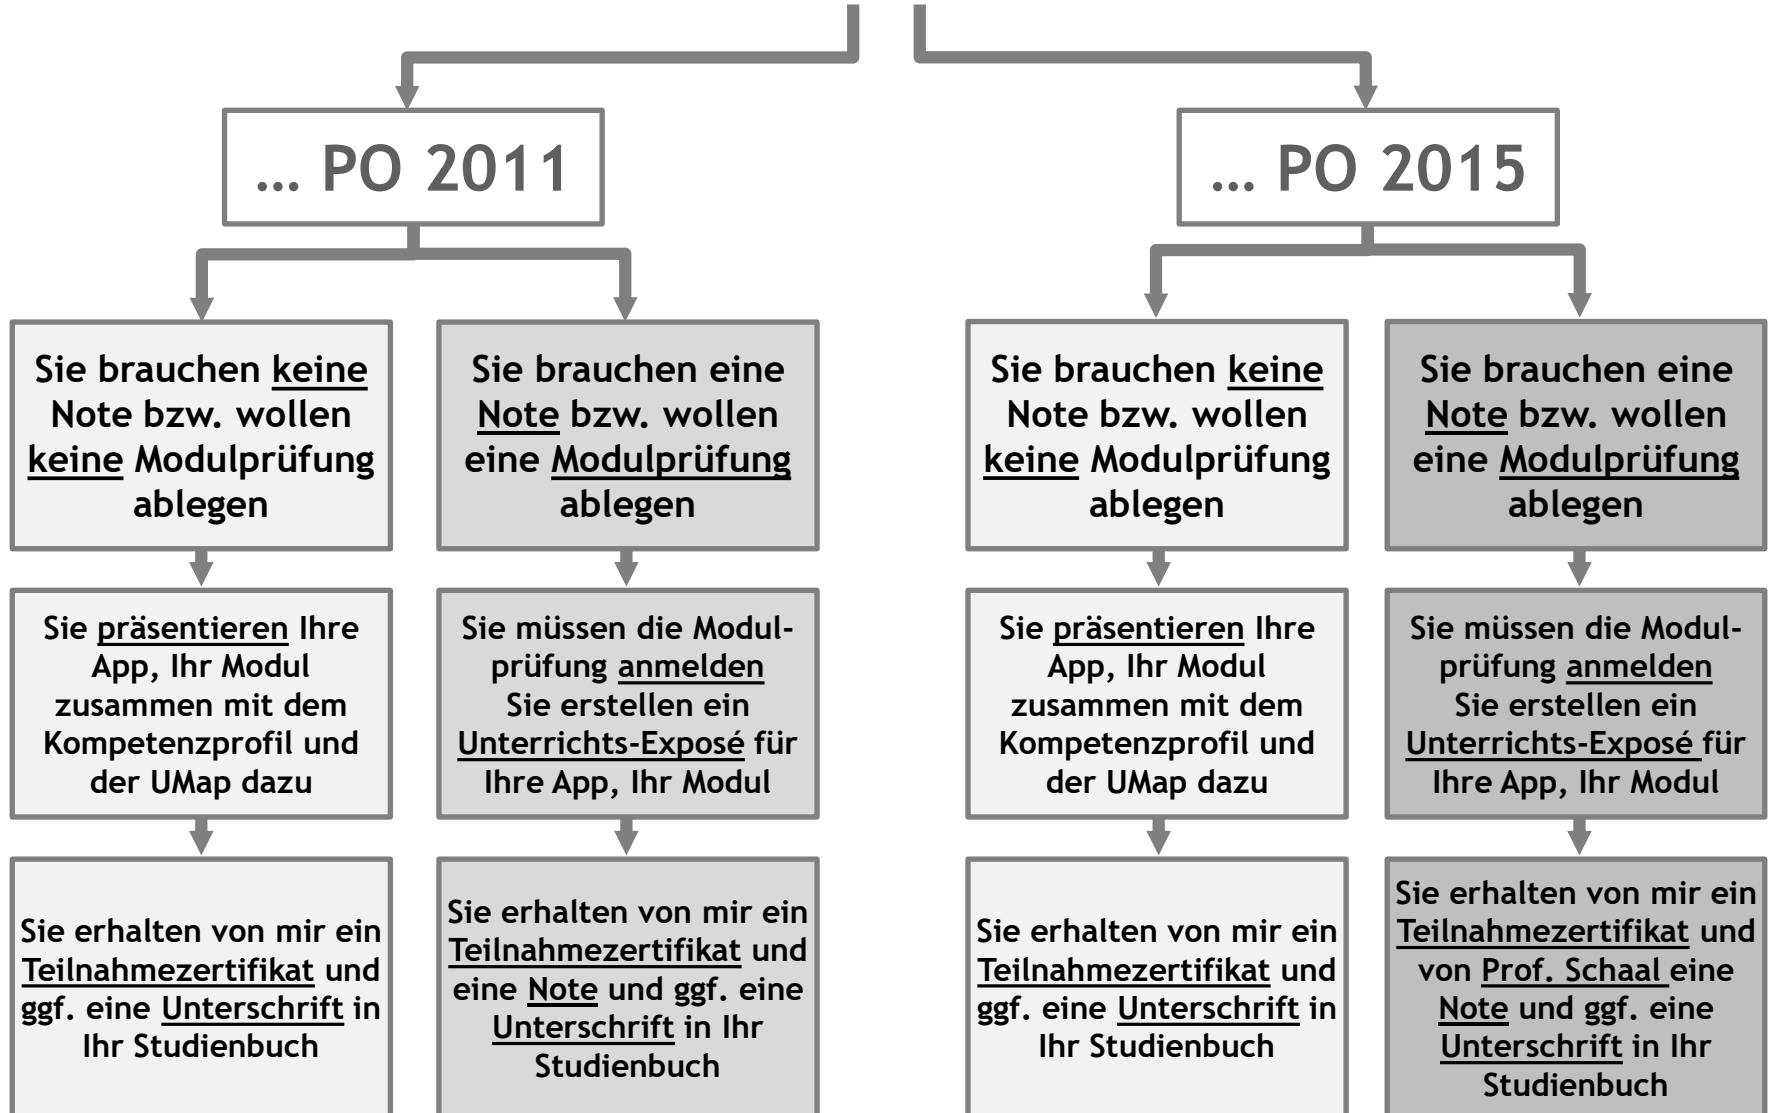 ... PO 2011
Sie brauchen keine
Note bzw. wollen
keine Modulprüfung
ablegen
Sie präsentieren Ihre
App, Ihr Modul
zusammen mit dem
Kompetenzprofil und
der UMap dazu
Sie erhalten von mir ein
Teilnahmezertifikat und
ggf. eine Unterschrift in
Ihr Studienbuch
Sie brauchen eine
Note bzw. wollen
eine Modulprüfung
ablegen
Sie müssen die Modul-
prüfung anmelden
Sie erstellen ein
Unterrichts-Exposé für
Ihre App, Ihr Modul
Sie erhalten von mir ein
Teilnahmezertifikat und
eine Note und ggf. eine
Unterschrift in Ihr
Studienbuch
... PO 2015
Sie brauchen keine
Note bzw. wollen
keine Modulprüfung
ablegen
Sie präsentieren Ihre
App, Ihr Modul
zusammen mit dem
Kompetenzprofil und
der UMap dazu
Sie erhalten von mir ein
Teilnahmezertifikat und
ggf. eine Unterschrift in
Ihr Studienbuch
Sie brauchen eine
Note bzw. wollen
eine Modulprüfung
ablegen
Sie müssen die Modul-
prüfung anmelden
Sie erstellen ein
Unterrichts-Exposé für
Ihre App, Ihr Modul
Sie erhalten von mir ein
Teilnahmezertifikat und
von Prof. Schaal eine
Note und ggf. eine
Unterschrift in Ihr
Studienbuch